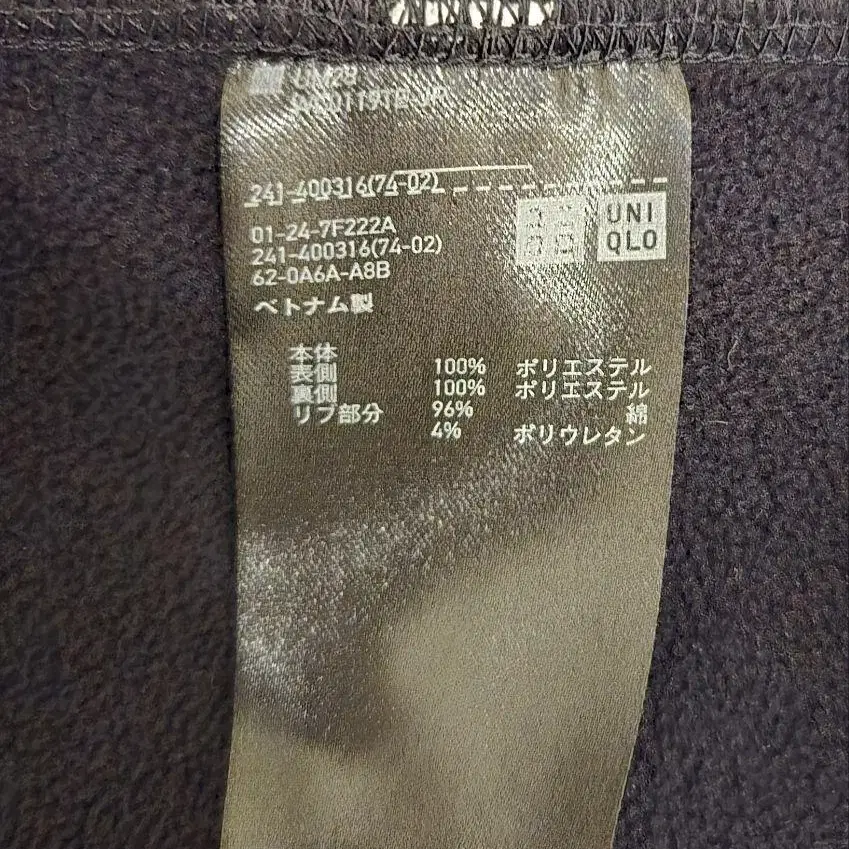 241-400316(74-02)
UNI
QLO
01-24-7F222A
241-400316(74-02)
62-0A6A-A8B
ベトナム製
本体
表側 100% ポリエステル
裏側 100% ポリエステル
リブ部分 96% 綿
4% ポリウレタン